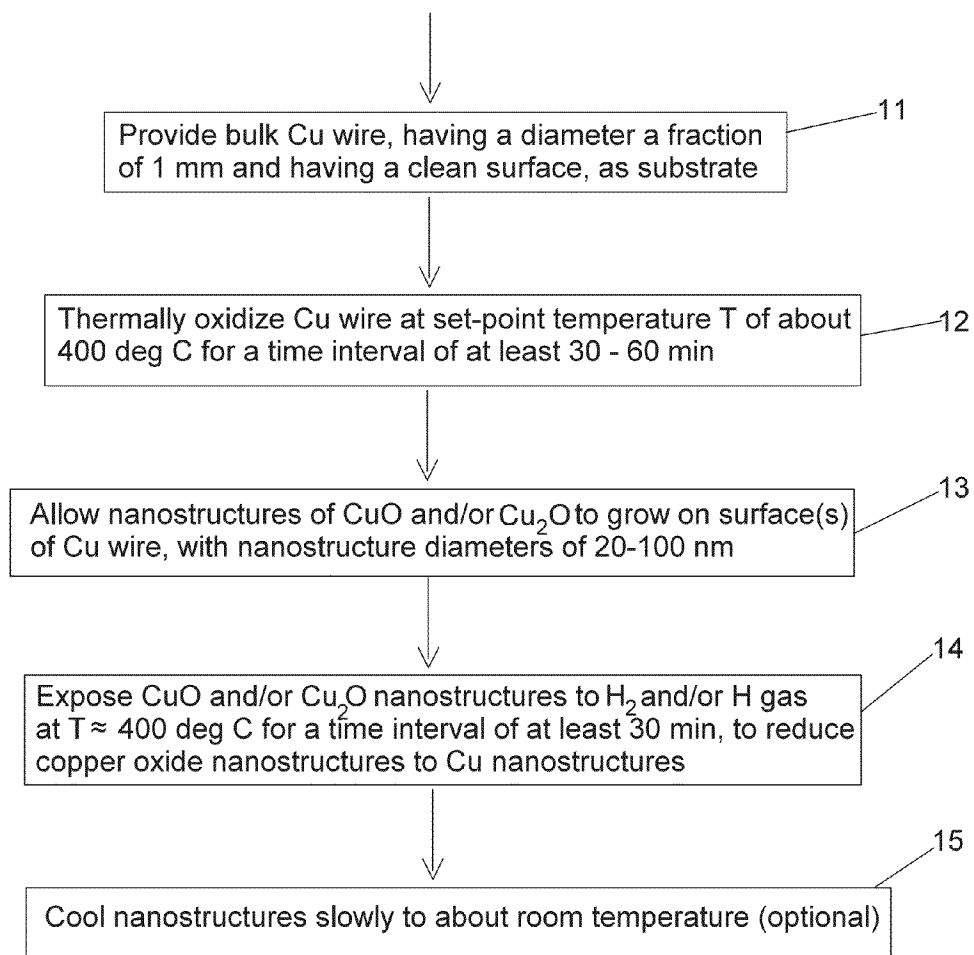 11
Provide bulk Cu wire, having a diameter a fraction
of 1 mm and having a clean surface, as substrate
12
Thermally oxidize Cu wire at set-point temperature T of about
400 deg C for a time interval of at least 30 - 60 min
13
Allow nanostructures of CuO and/or Cu₂O to grow on surface(s)
of Cu wire, with nanostructure diameters of 20-100 nm
14
Expose CuO and/or Cu₂O nanostructures to H₂ and/or H gas
at T ≈ 400 deg C for a time interval of at least 30 min, to reduce
copper oxide nanostructures to Cu nanostructures
15
Cool nanostructures slowly to about room temperature (optional)